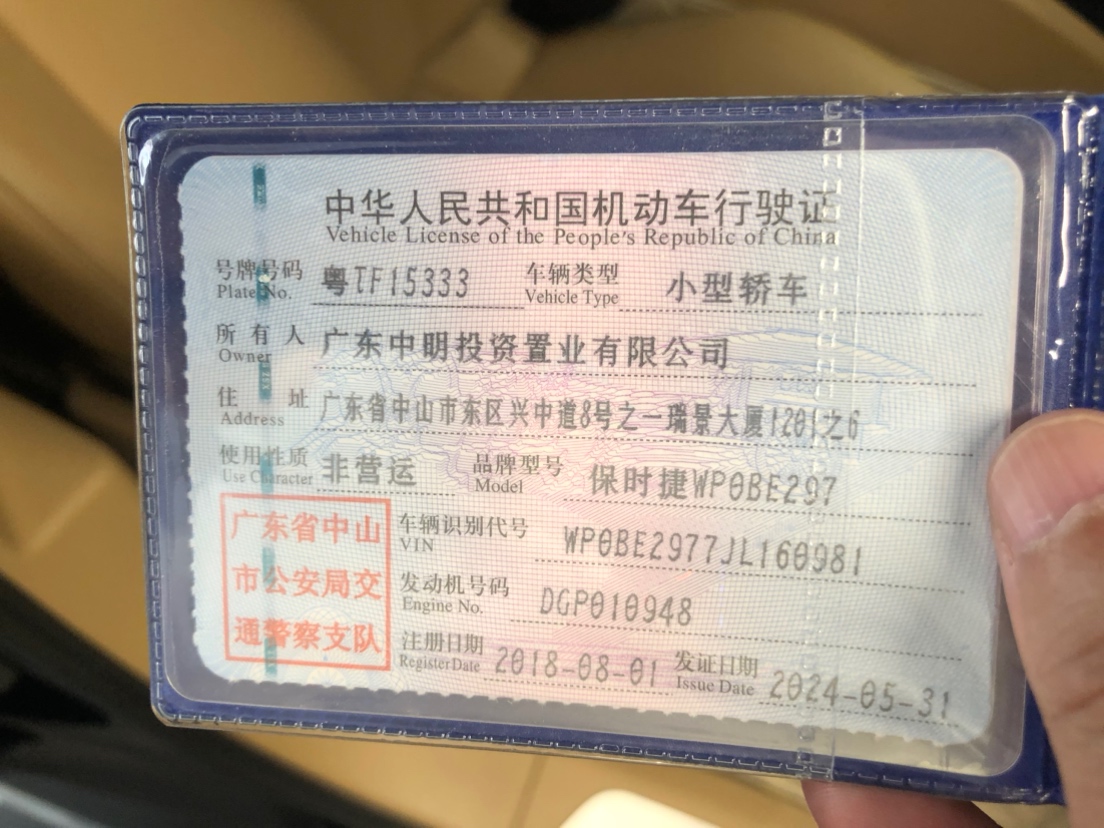 中华人民共和国机动车行驶证
Vehicle License of the People's Republic of China
号牌号码 粤TF15333 车辆类型 小型轿车
Plate No. Vehicle Type
所有人 广东中明投资置业有限公司
Owner
住址 广东省中山市东区兴中道8号之一瑞景大厦1201之6
Address
使用性质 非营运 品牌型号 保时捷WP0BE297
Use Character Model
广东省中山
市公安局交
通警察支队
车辆识别代号 WP0BE2977JL160981
VIN
发动机号码 DGP010948
Engine No.
注册日期 2018-08-01 发证日期 2024-05-31
Register Date Issue Date